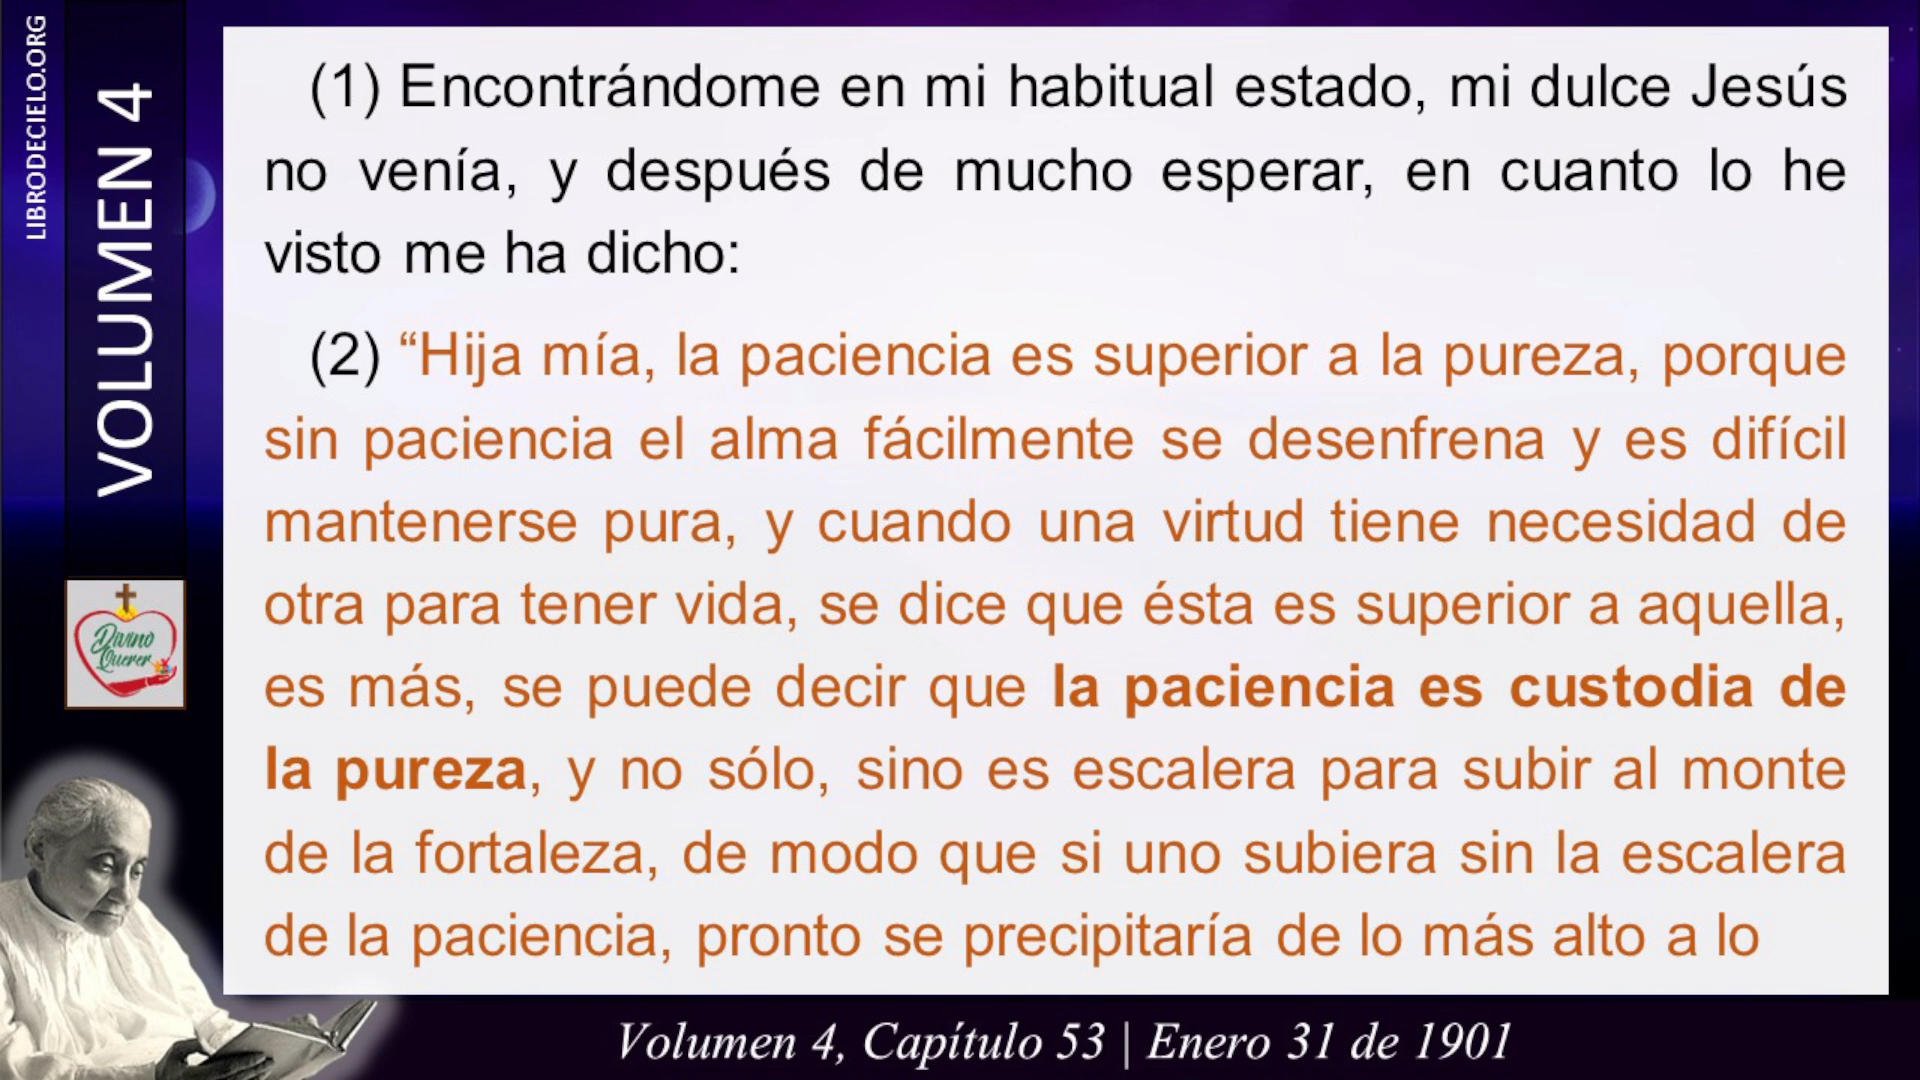 LIBRODECIELO.ORG
VOLUMEN 4
Divino
Querer
(1) Encontrándome en mi habitual estado, mi dulce Jesús
no venía, y después de mucho esperar, en cuanto lo he
visto me ha dicho:
(2) “Hija mía, la paciencia es superior a la pureza, porque
sin paciencia el alma fácilmente se desenfrena y es difícil
mantenerse pura, y cuando una virtud tiene necesidad de
otra para tener vida, se dice que ésta es superior a aquella,
es más, se puede decir que la paciencia es custodia de
la pureza, y no sólo, sino es escalera para subir al monte
de la fortaleza, de modo que si uno subiera sin la escalera
de la paciencia, pronto se precipitaría de lo más alto a lo
Volumen 4, Capítulo 53 | Enero 31 de 1901